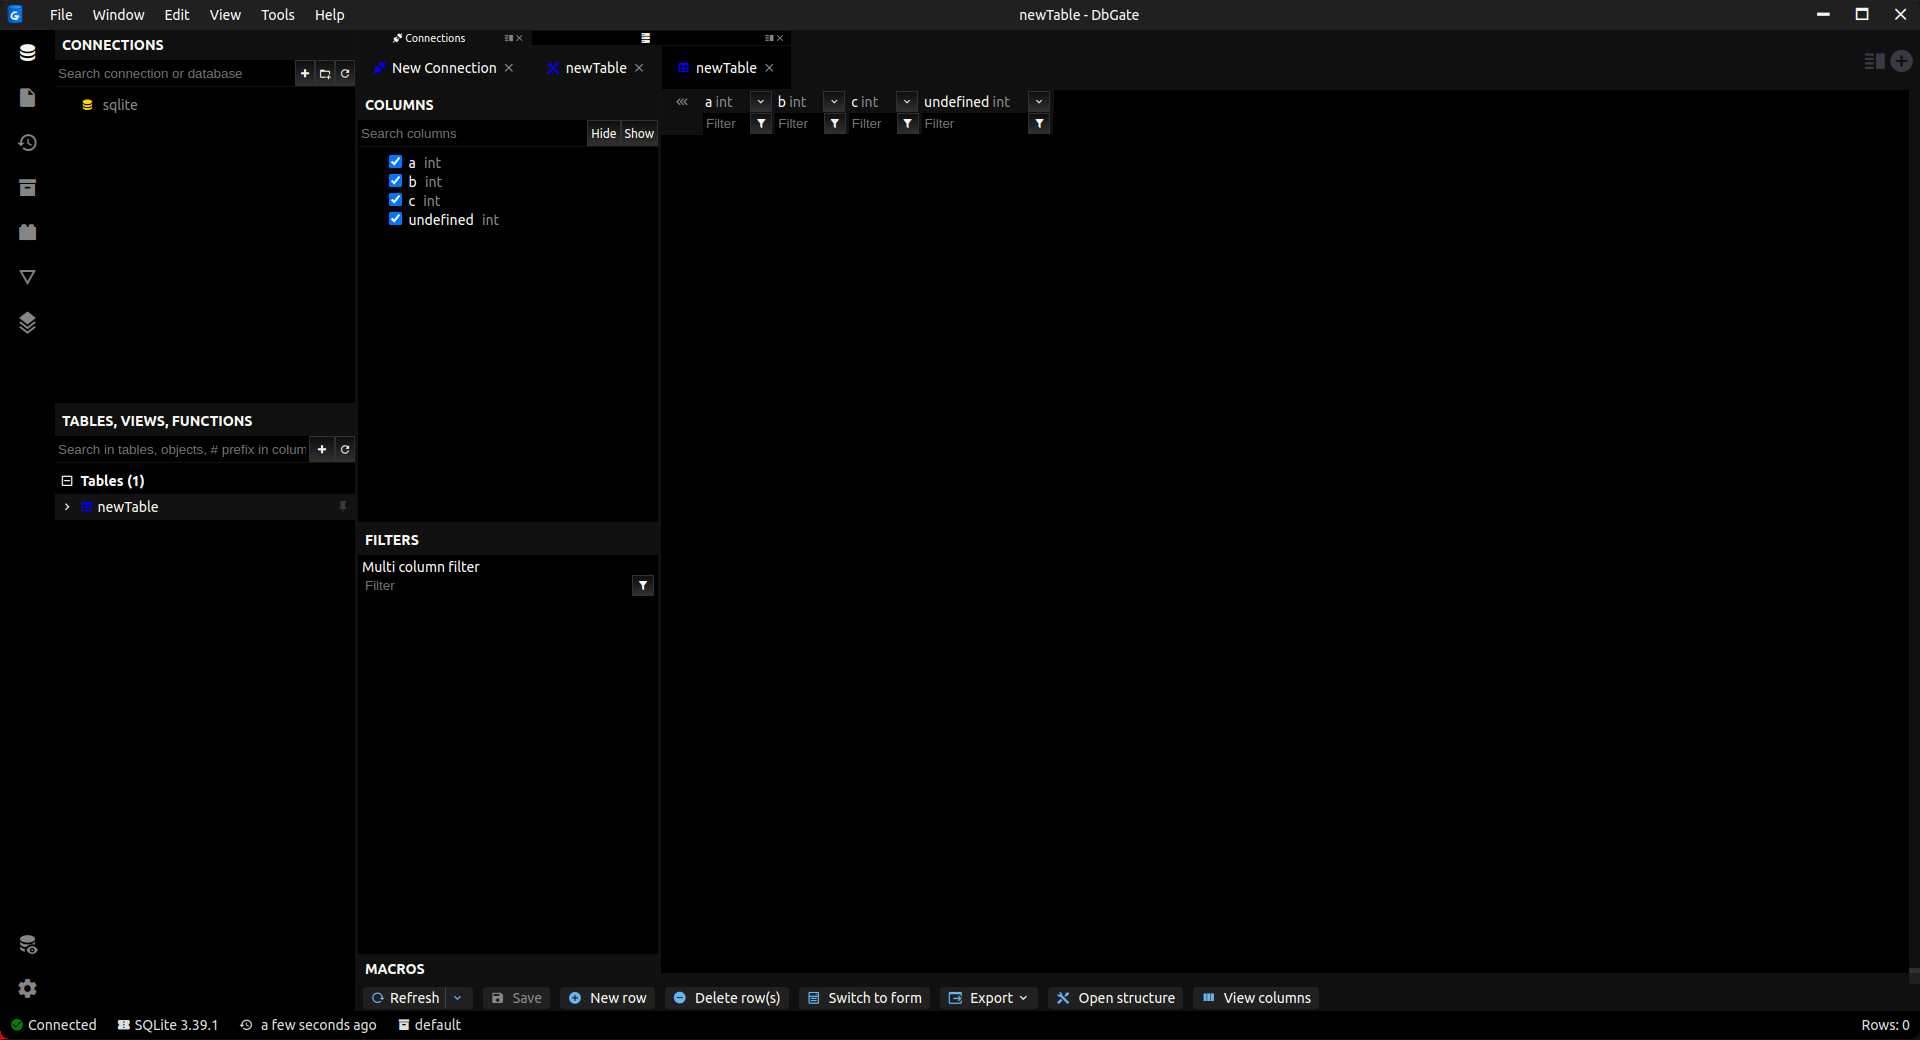 File Window Edit View Tools Help newTable - DbGate
CONNECTIONS
Search connection or database
sqlite
TABLES, VIEWS, FUNCTIONS
Search in tables, objects, # prefix in colum
Tables (1)
newTable
Connections
New Connection newTable newTable
COLUMNS
Search columns Hide Show
a int
b int
c int
undefined int
FILTERS
Multi column filter
Filter
MACROS
a int b int c int undefined int
Filter Filter Filter Filter
Refresh Save New row Delete row(s) Switch to form Export Open structure View columns
Connected SQLite 3.39.1 a few seconds ago default Rows: 0